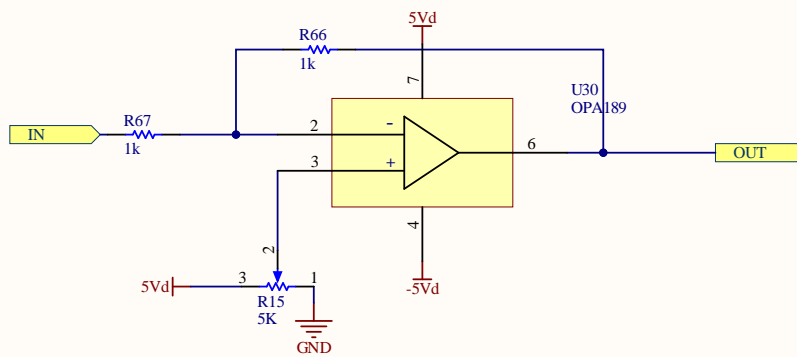 5Vd
R66
1k
7
U30
OPA189
R67
IN
1k
2
-
6
OUT
3
+
4
2
5Vd
3
1
-5Vd
R15
5K
GND